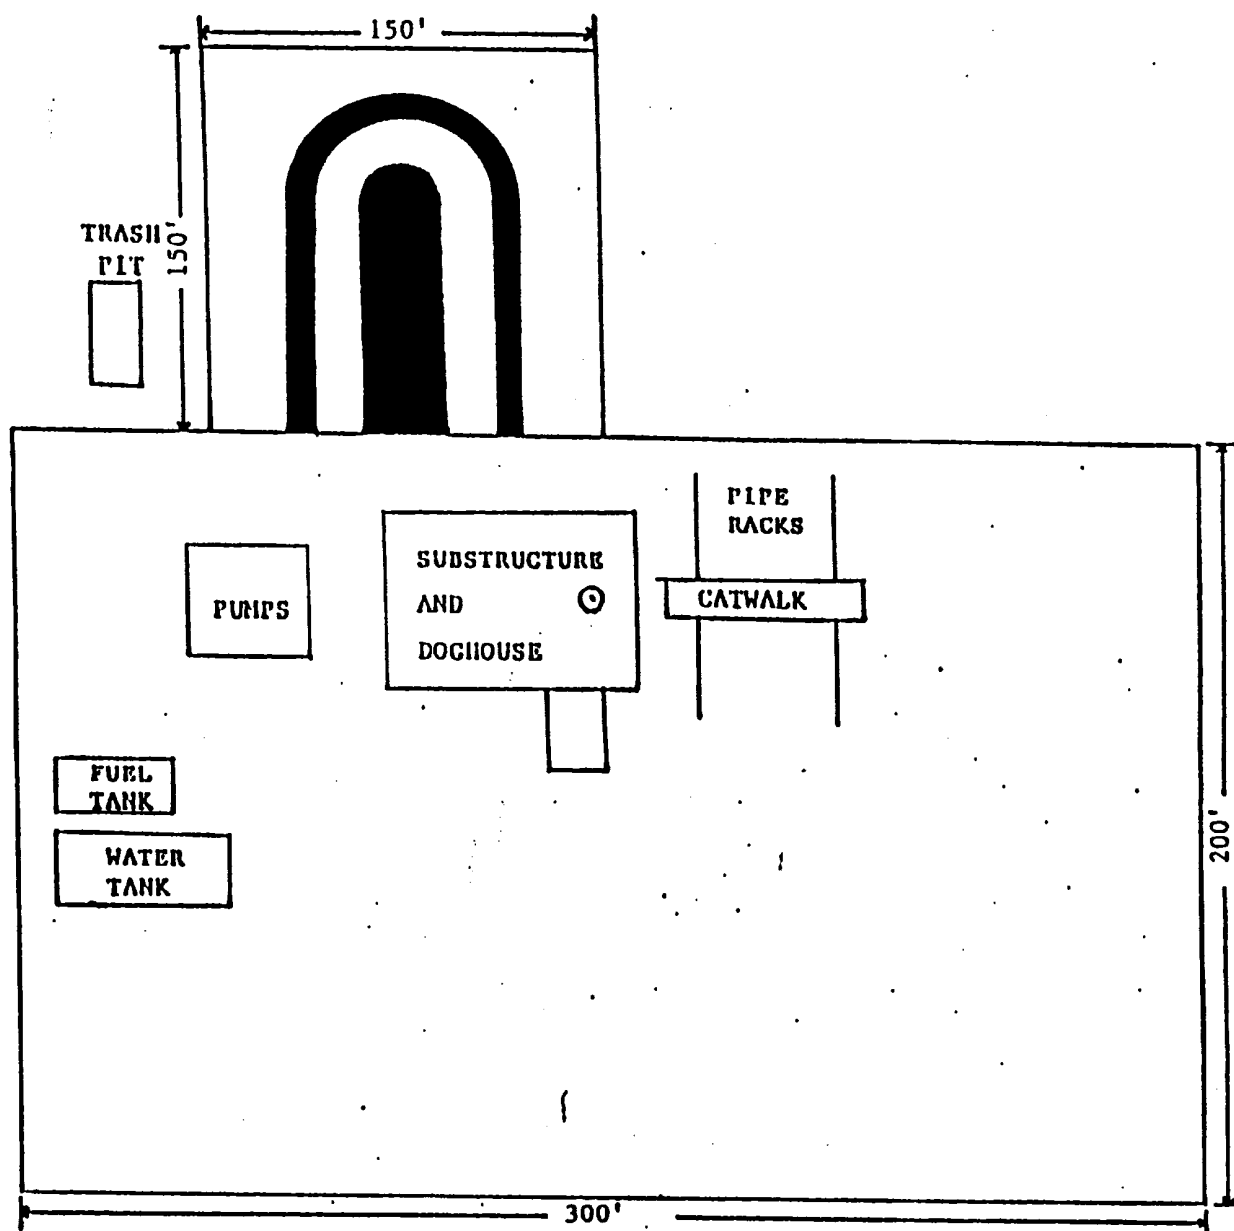 150'
150'
TRASH
PIT
PIPE
RACKS
SUBSTRUCTURE
AND
DOGHOUSE
PUMPS
CATWALK
FUEL
TANK
WATER
TANK
200'
300'